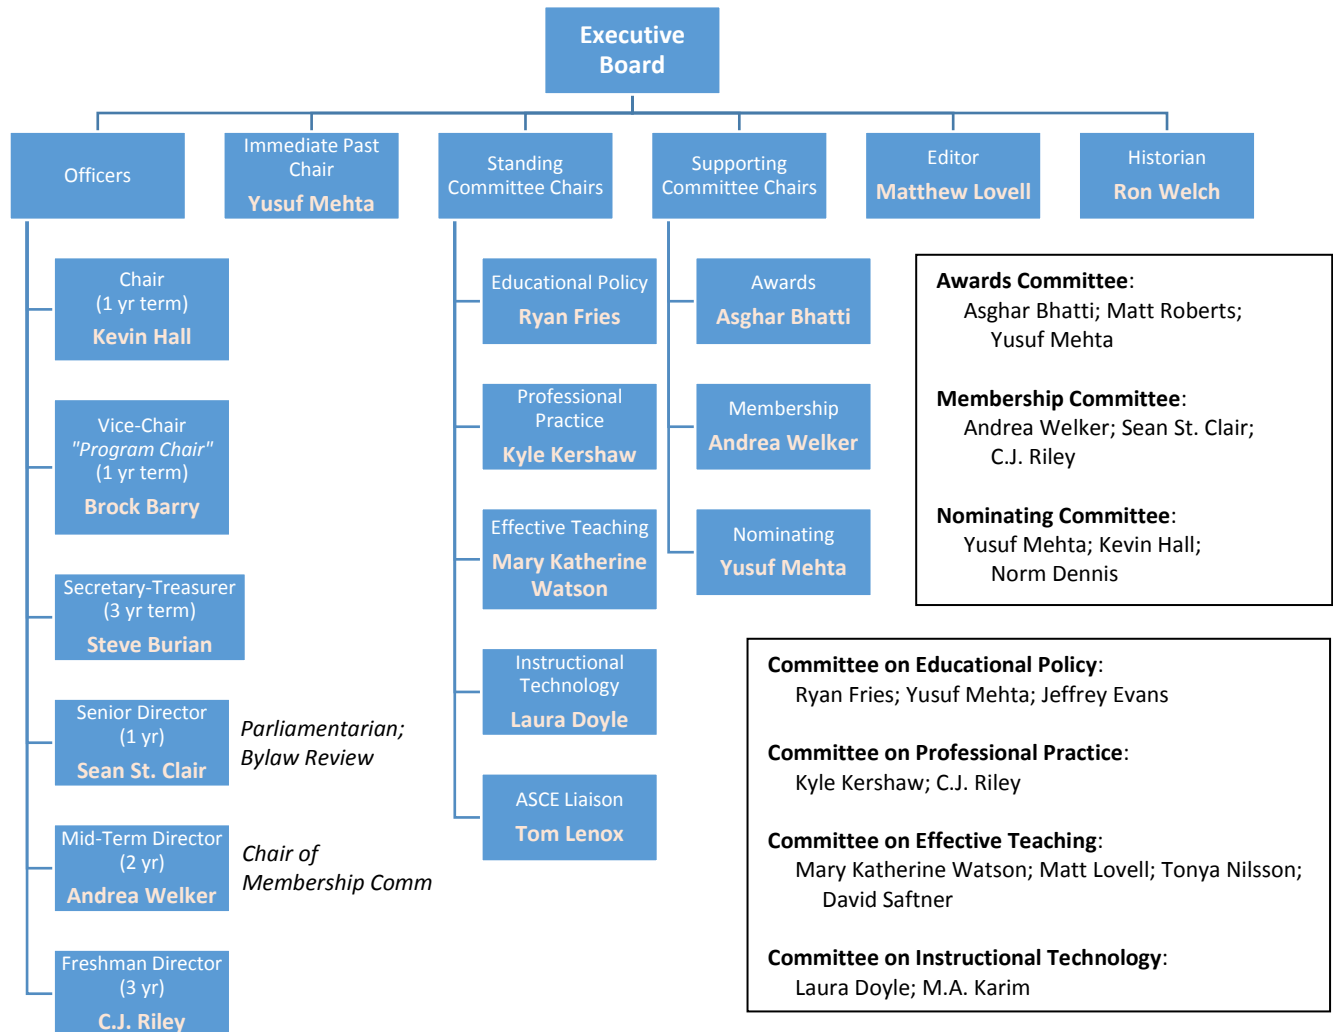 Executive
Board
Officers
Immediate Past
Chair
Yusuf Mehta
Standing
Committee Chairs
Supporting
Committee Chairs
Editor
Matthew Lovell
Historian
Ron Welch
Chair
(1 yr term)
Kevin Hall
Vice-Chair
"Program Chair"
(1 yr term)
Brock Barry
Secretary-Treasurer
(3 yr term)
Steve Burian
Senior Director
(1 yr)
Sean St. Clair
Parliamentarian;
Bylaw Review
Mid-Term Director
(2 yr)
Andrea Welker
Chair of
Membership Comm
Freshman Director
(3 yr)
C.J. Riley
Educational Policy
Ryan Fries
Professional
Practice
Kyle Kershaw
Effective Teaching
Mary Katherine
Watson
Instructional
Technology
Laura Doyle
ASCE Liaison
Tom Lenox
Awards
Asghar Bhatti
Membership
Andrea Welker
Nominating
Yusuf Mehta
Awards Committee:
Asghar Bhatti; Matt Roberts;
Yusuf Mehta
Membership Committee:
Andrea Welker; Sean St. Clair;
C.J. Riley
Nominating Committee:
Yusuf Mehta; Kevin Hall;
Norm Dennis
Committee on Educational Policy:
Ryan Fries; Yusuf Mehta; Jeffrey Evans
Committee on Professional Practice:
Kyle Kershaw; C.J. Riley
Committee on Effective Teaching:
Mary Katherine Watson; Matt Lovell; Tonya Nilsson;
David Saftner
Committee on Instructional Technology:
Laura Doyle; M.A. Karim